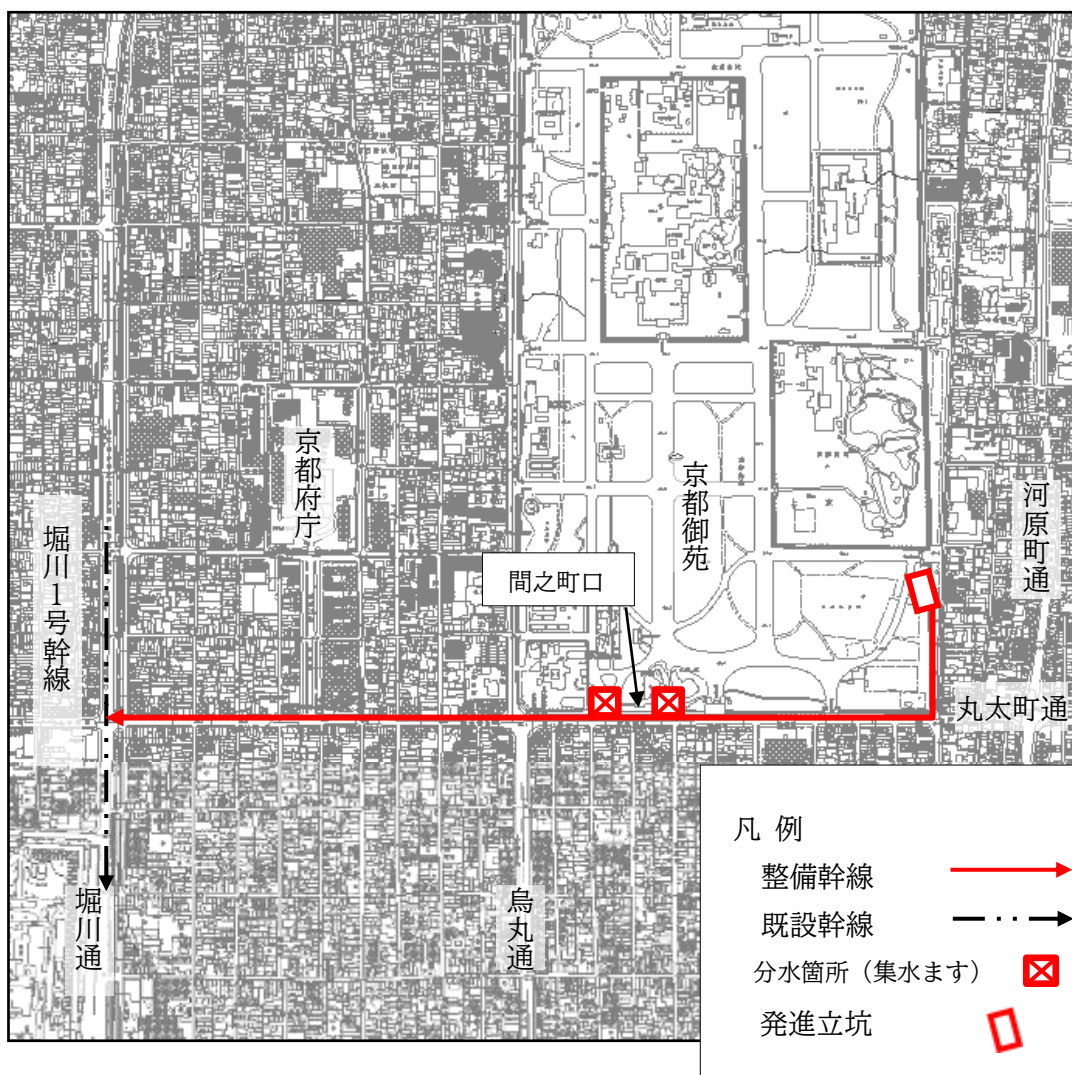 京都府庁
京都御苑
河原町通
堀川１号幹線
間之町口
丸太町通
堀川通
烏丸通
凡 例
整備幹線
既設幹線
分水箇所（集水ます）
発進立坑